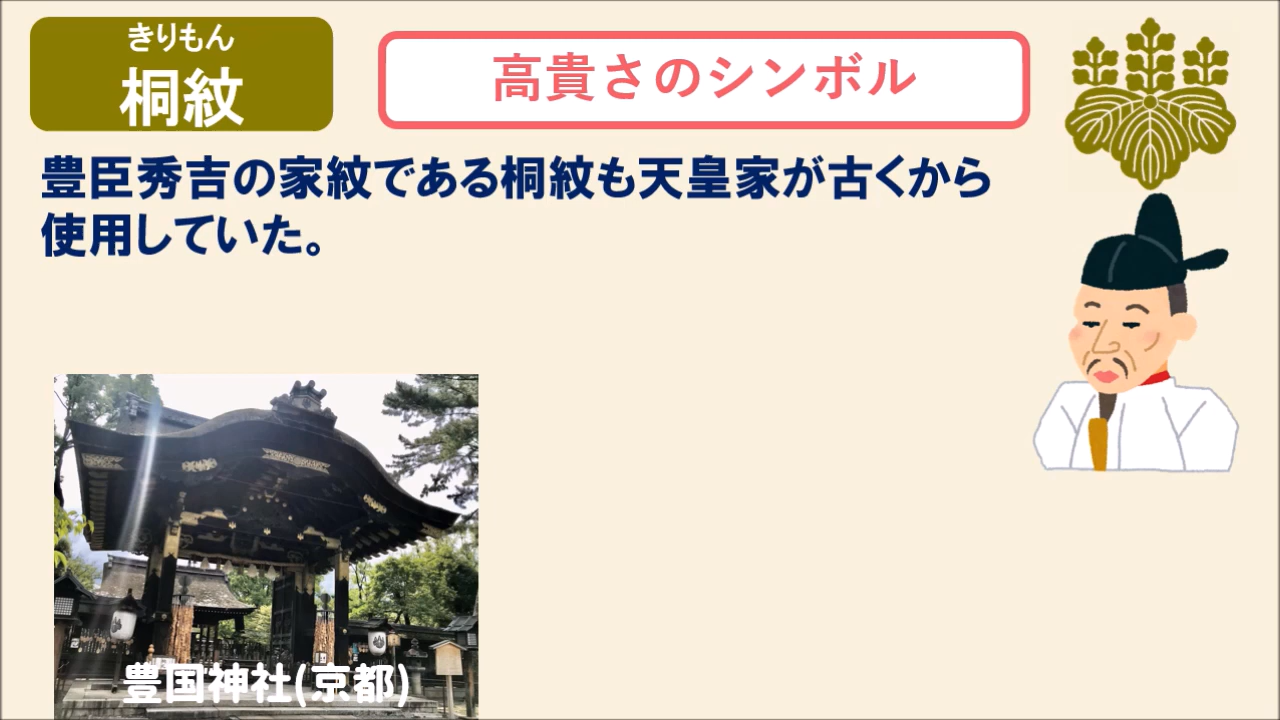 きりもん
桐紋
高貴さのシンボル
豊臣秀吉の家紋である桐紋も天皇家が古くから
使用していた。
豊国神社(京都)